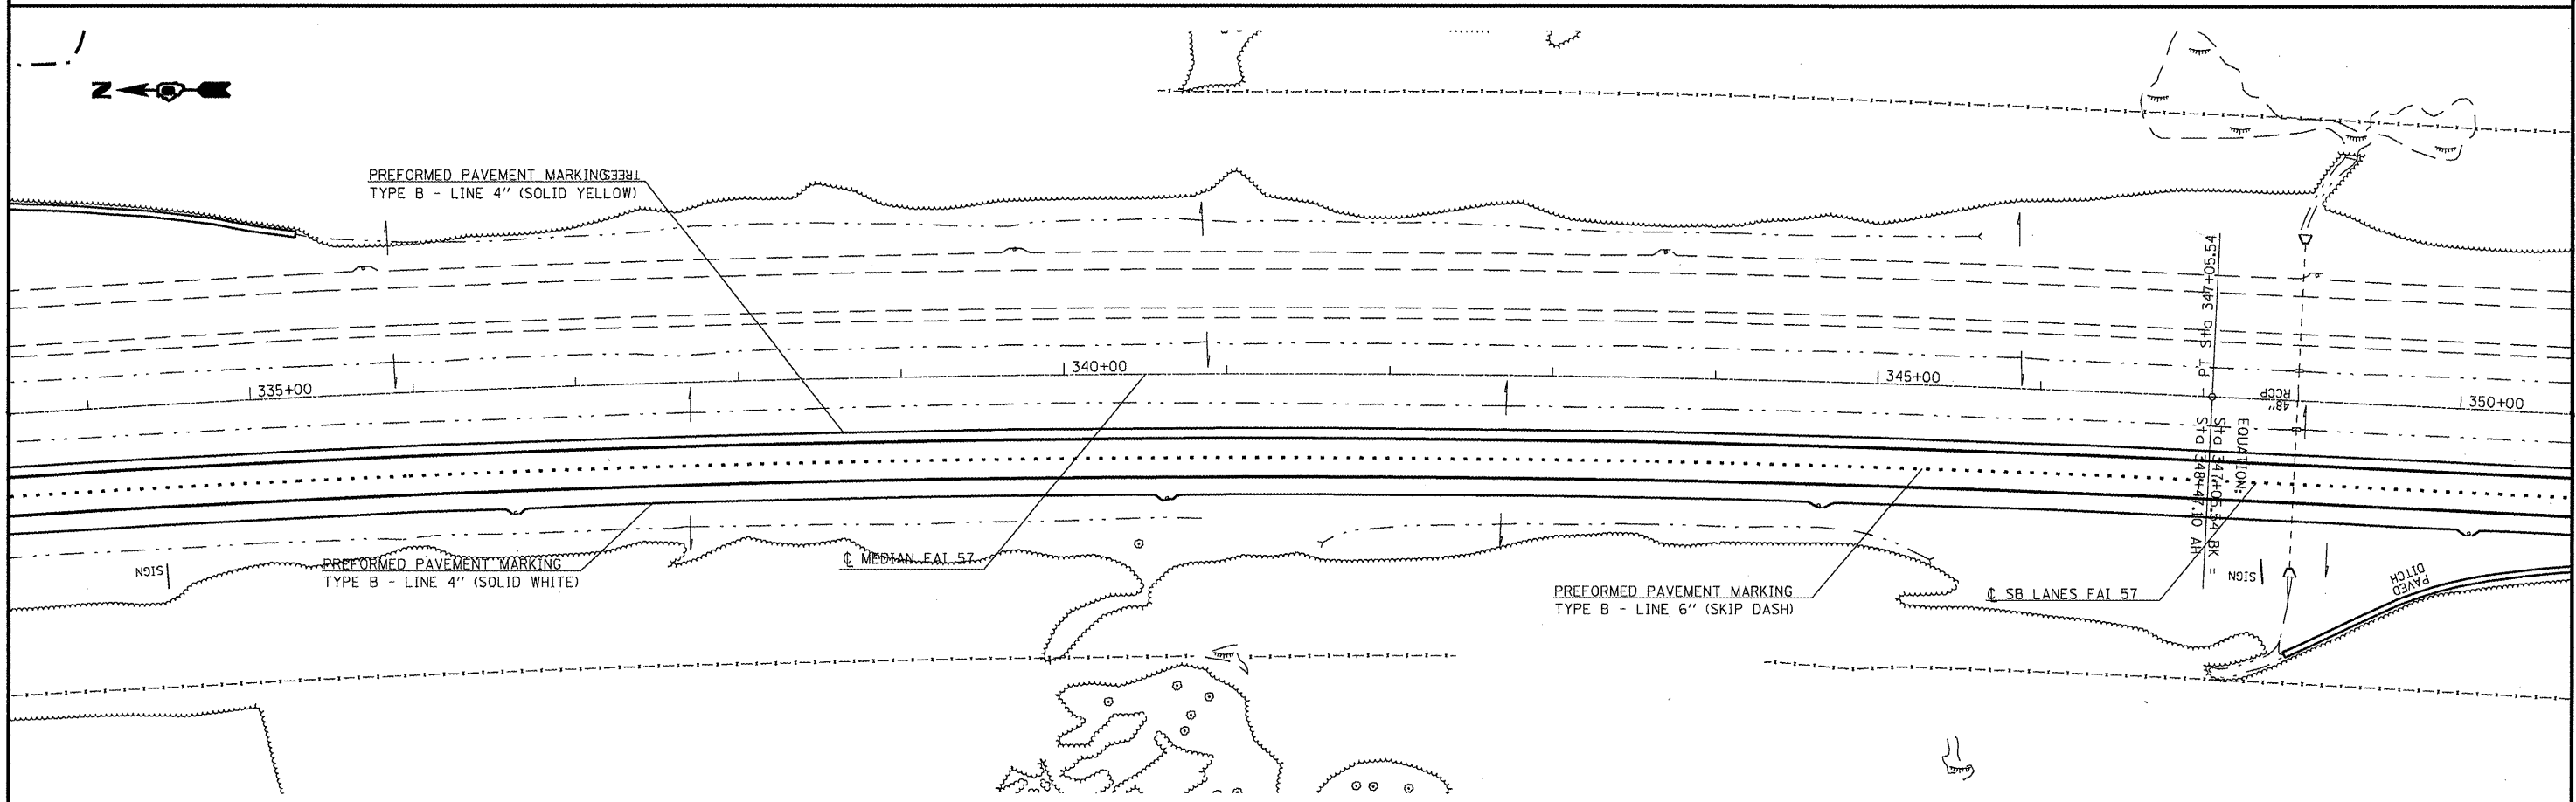 N
PREFORMED PAVEMENT MARKING
TREES
TYPE B - LINE 4" (SOLID YELLOW)
335+00
340+00
345+00
350+00
PT Sta 347+05.54
48"
RCCP
EQUATION:
Sta 347+05.54 BK =
Sta 348+47.10 AH
SIGN
PREFORMED PAVEMENT MARKING
TYPE B - LINE 4" (SOLID WHITE)
℄ MEDIAN FAI 57
PREFORMED PAVEMENT MARKING
TYPE B - LINE 6" (SKIP DASH)
℄ SB LANES FAI 57
SIGN
PAVED
DITCH